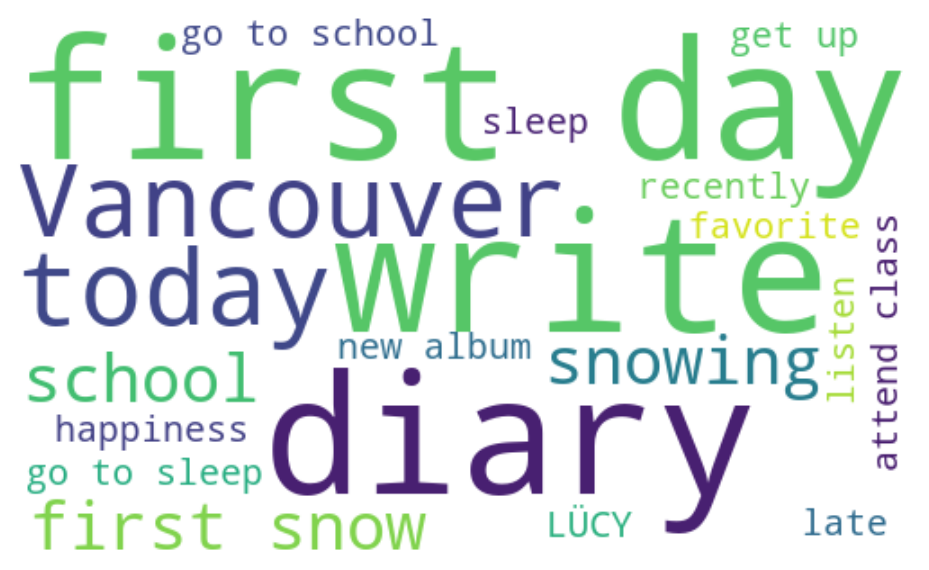 go to school
get up
first day
sleep
Vancouver
recently
favorite
write
today
attend class
listen
new album
snowing
school
diary
happiness
go to sleep
first snow
LÜCY
late